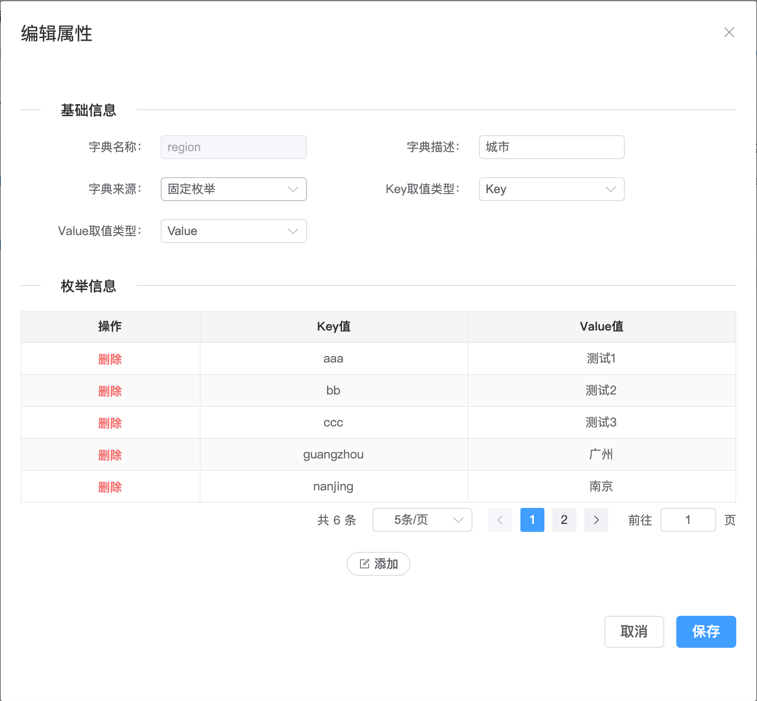 编辑属性
基础信息
字典名称: region 字典描述: 城市
字典来源: 固定枚举 Key取值类型: Key
Value取值类型: Value
枚举信息
操作 Key值 Value值
删除 aaa 测试1
删除 bb 测试2
删除 ccc 测试3
删除 guangzhou 广州
删除 nanjing 南京
共 6 条 5条/页 1 2 前往 1 页
添加
取消 保存